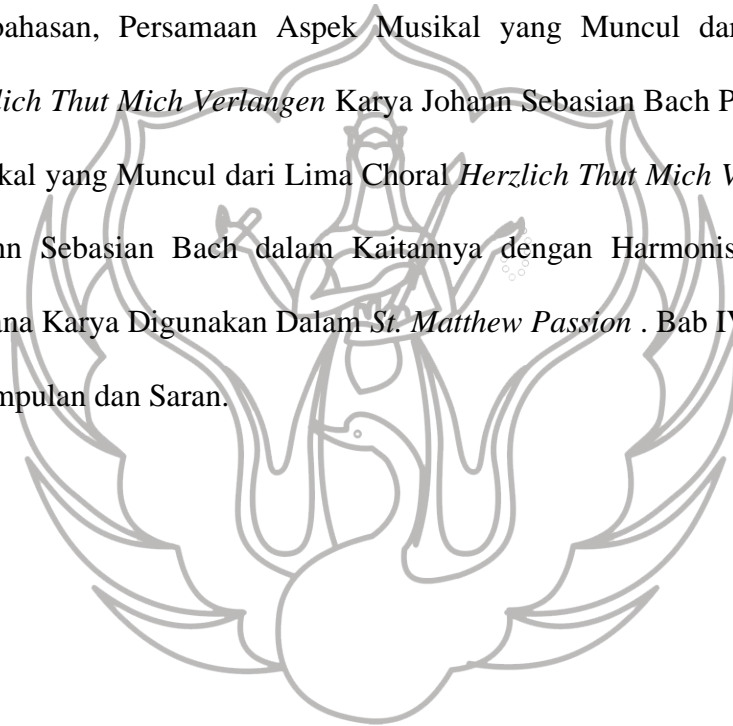 bahasan, Persamaan Aspek Musikal yang Muncul dar
lich Thut Mich Verlangen Karya Johann Sebasian Bach P
kal yang Muncul dari Lima Choral Herzlich Thut Mich V
nn Sebasian Bach dalam Kaitannya dengan Harmonis
ana Karya Digunakan Dalam St. Matthew Passion . Bab IV
mpulan dan Saran.